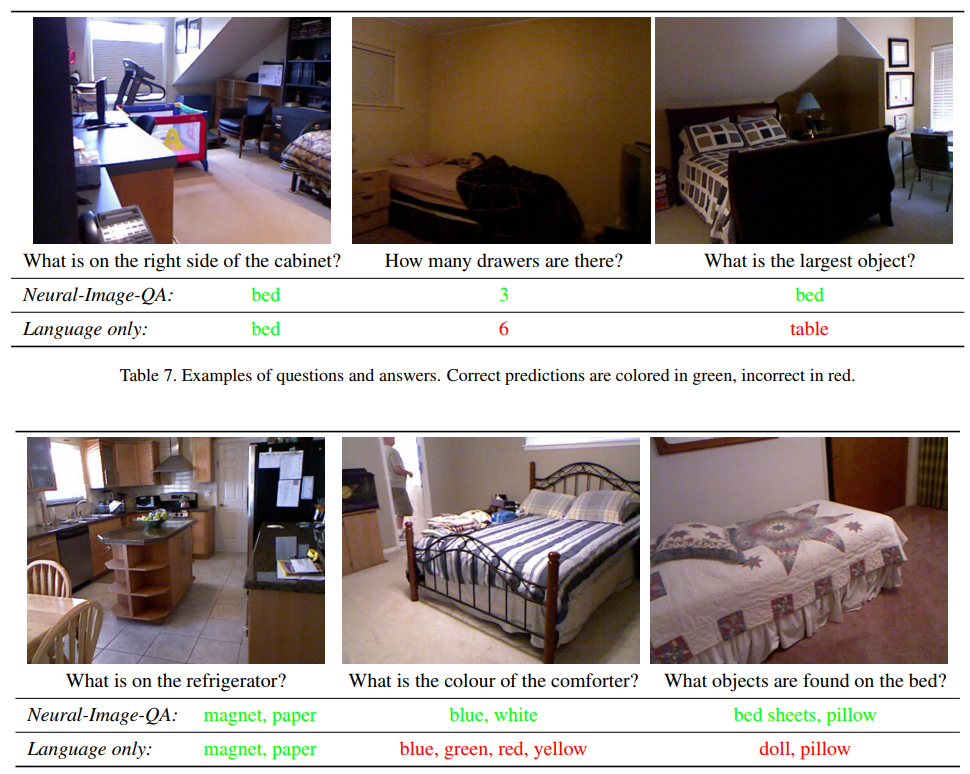 What is on the right side of the cabinet? How many drawers are there? What is the largest object?
Neural-Image-QA: bed 3 bed
Language only: bed 6 table
Table 7. Examples of questions and answers. Correct predictions are colored in green, incorrect in red.
What is on the refrigerator? What is the colour of the comforter? What objects are found on the bed?
Neural-Image-QA: magnet, paper blue, white bed sheets, pillow
Language only: magnet, paper blue, green, red, yellow doll, pillow